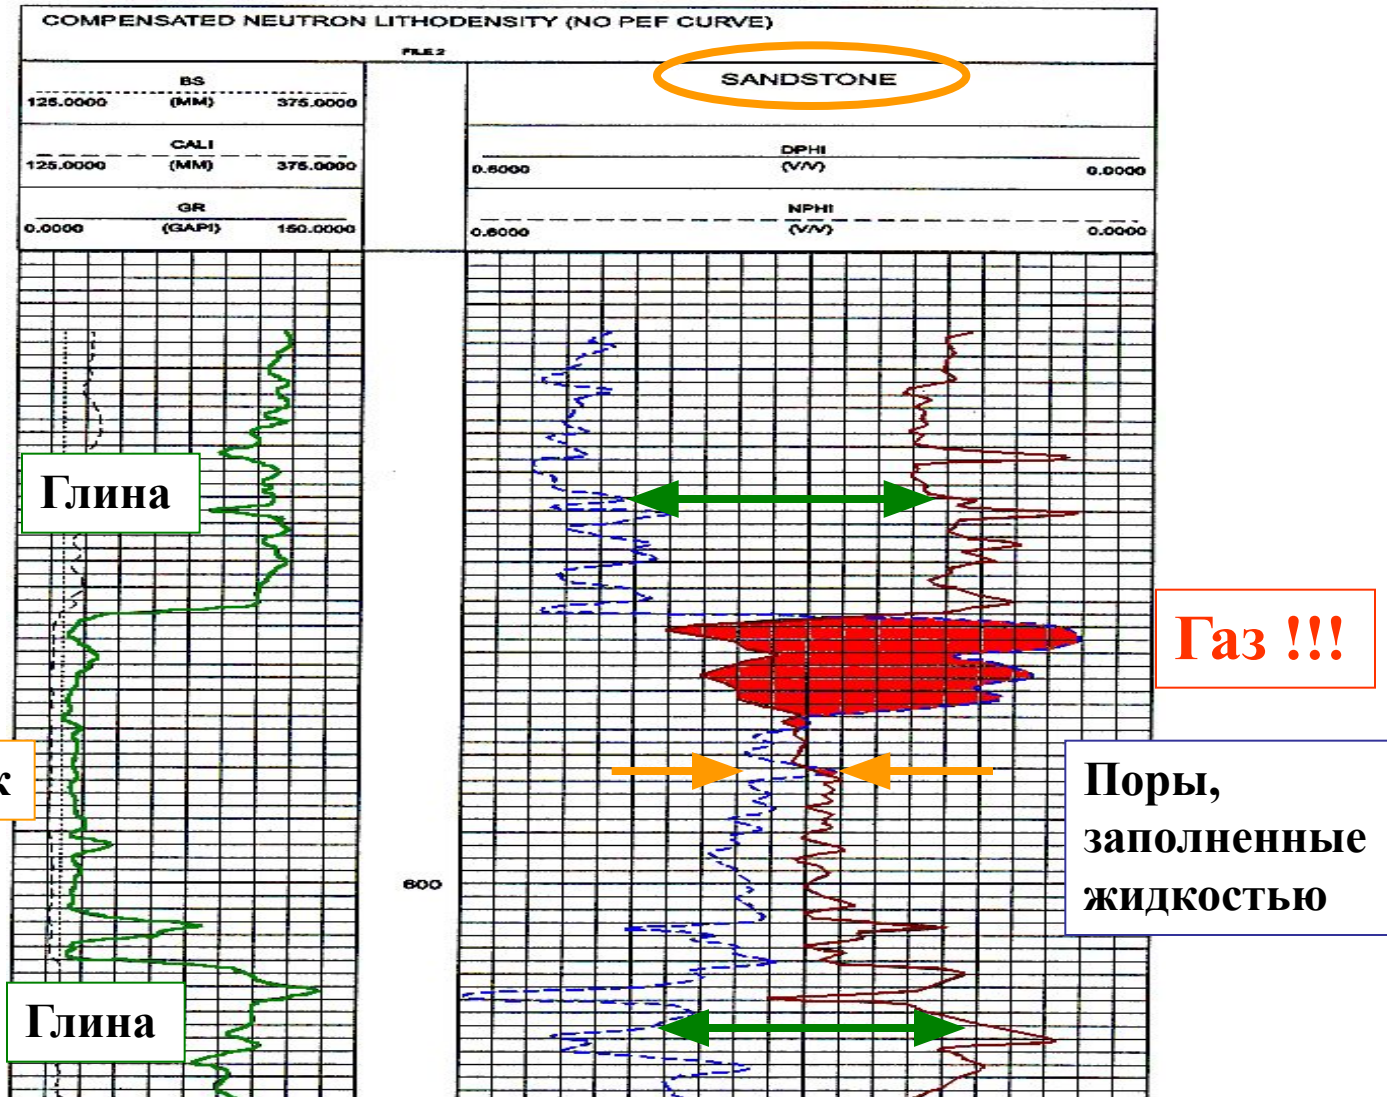 COMPENSATED NEUTRON LITHODENSITY (NO PEF CURVE)
FILE 2
BS
125.0000 (MM) 375.0000
CALI
125.0000 (MM) 375.0000
GR
0.0000 (GAPI) 150.0000
SANDSTONE
DPHI
0.6000 (V/V) 0.0000
NPHI
0.6000 (V/V) 0.0000
Глина
Газ !!!
к
Поры,
заполненные
жидкостью
600
Глина